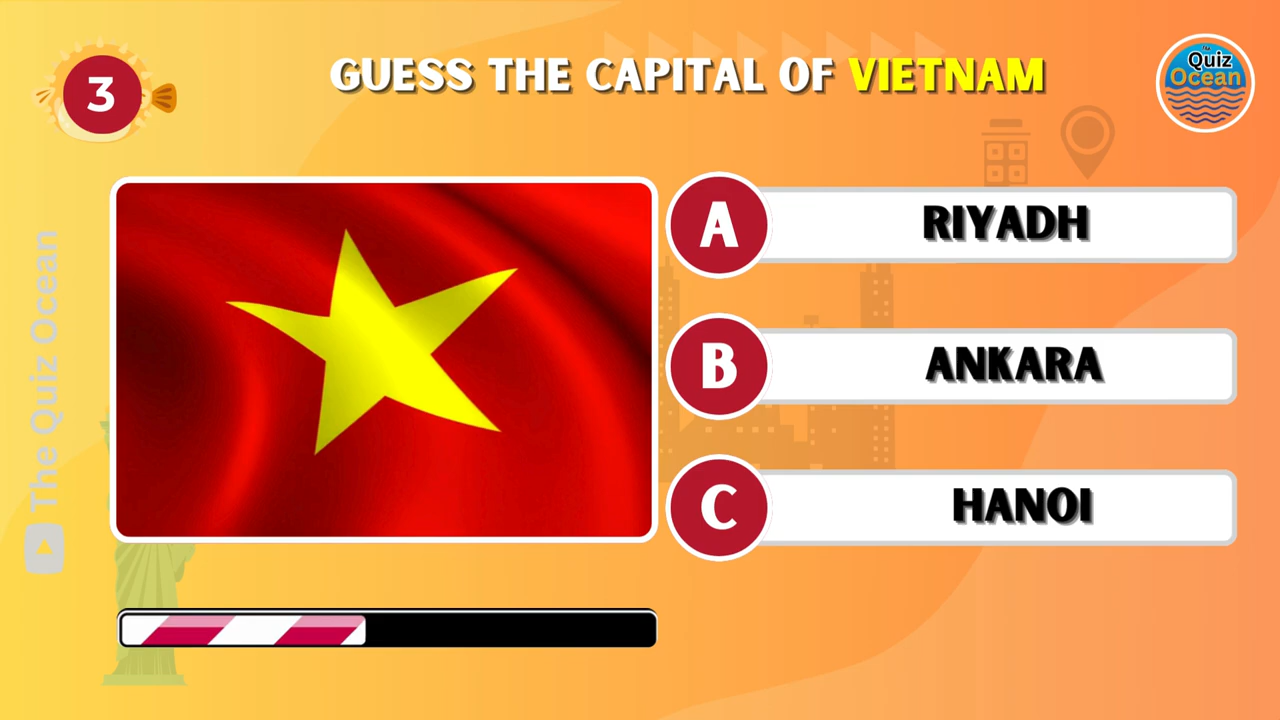 3
GUESS THE CAPITAL OF VIETNAM
The
Quiz
Ocean
A
RIYADH
B
ANKARA
C
HANOI
The Quiz Ocean